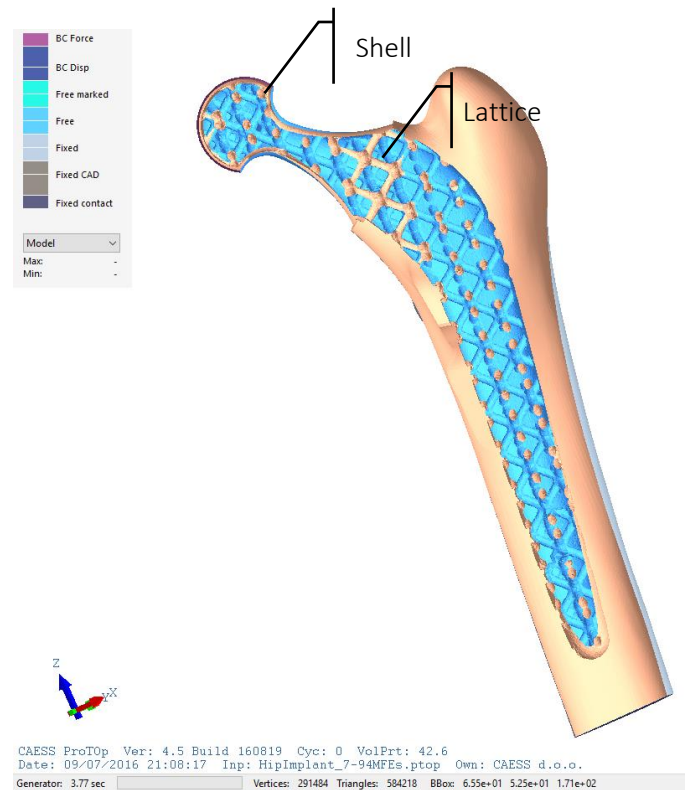 BC Force
BC Disp
Free marked
Free
Fixed
Fixed CAD
Fixed contact
Model
Max: -
Min: -
Shell
Lattice
Z
Y X
CAESS ProTOp Ver: 4.5 Build 160819 Cyc: 0 VolPrt: 42.6
Date: 09/07/2016 21:08:17 Inp: HipImplant_7-94MFEs.ptop Own: CAESS d.o.o.
Generator: 3.77 sec Vertices: 291484 Triangles: 584218 BBox: 6.55e+01 5.25e+01 1.71e+02